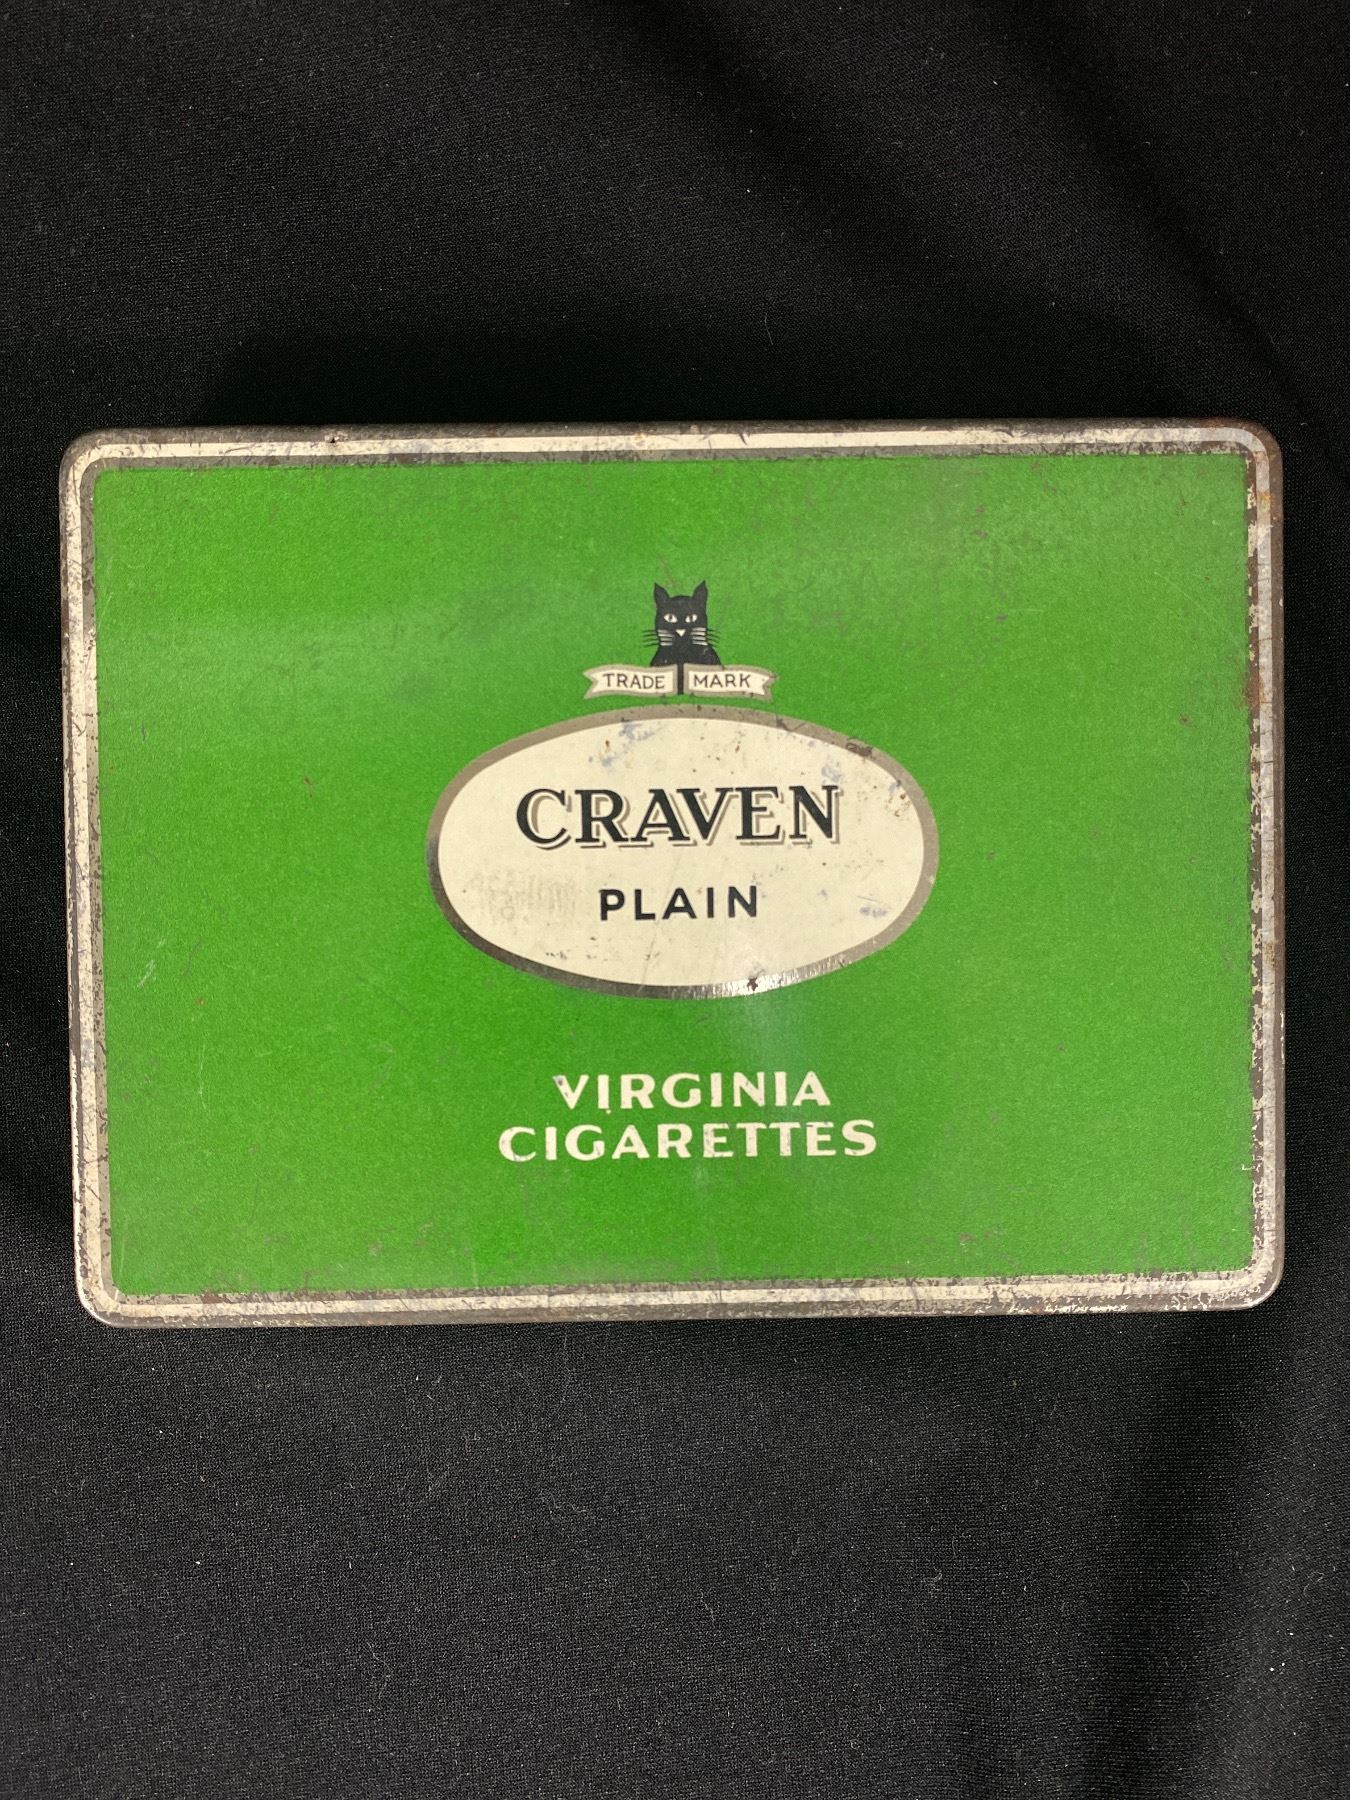 TRADE MARK
CRAVEN
PLAIN
VIRGINIA
CIGARETTES